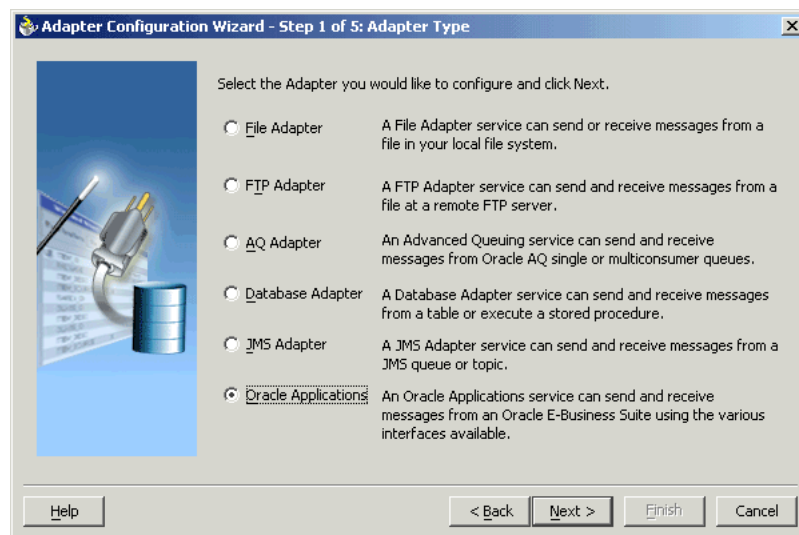 Adapter Configuration Wizard - Step 1 of 5: Adapter Type
Select the Adapter you would like to configure and click Next.
File Adapter
A File Adapter service can send or receive messages from a
file in your local file system.
FTP Adapter
A FTP Adapter service can send and receive messages from a
file at a remote FTP server.
AQ Adapter
An Advanced Queuing service can send and receive
messages from Oracle AQ single or multiconsumer queues.
Database Adapter
A Database Adapter service can send and receive messages
from a table or execute a stored procedure.
JMS Adapter
A JMS Adapter service can send and receive messages from a
JMS queue or topic.
Oracle Applications
An Oracle Applications service can send and receive
messages from an Oracle E-Business Suite using the various
interfaces available.
Help
< Back
Next >
Finish
Cancel